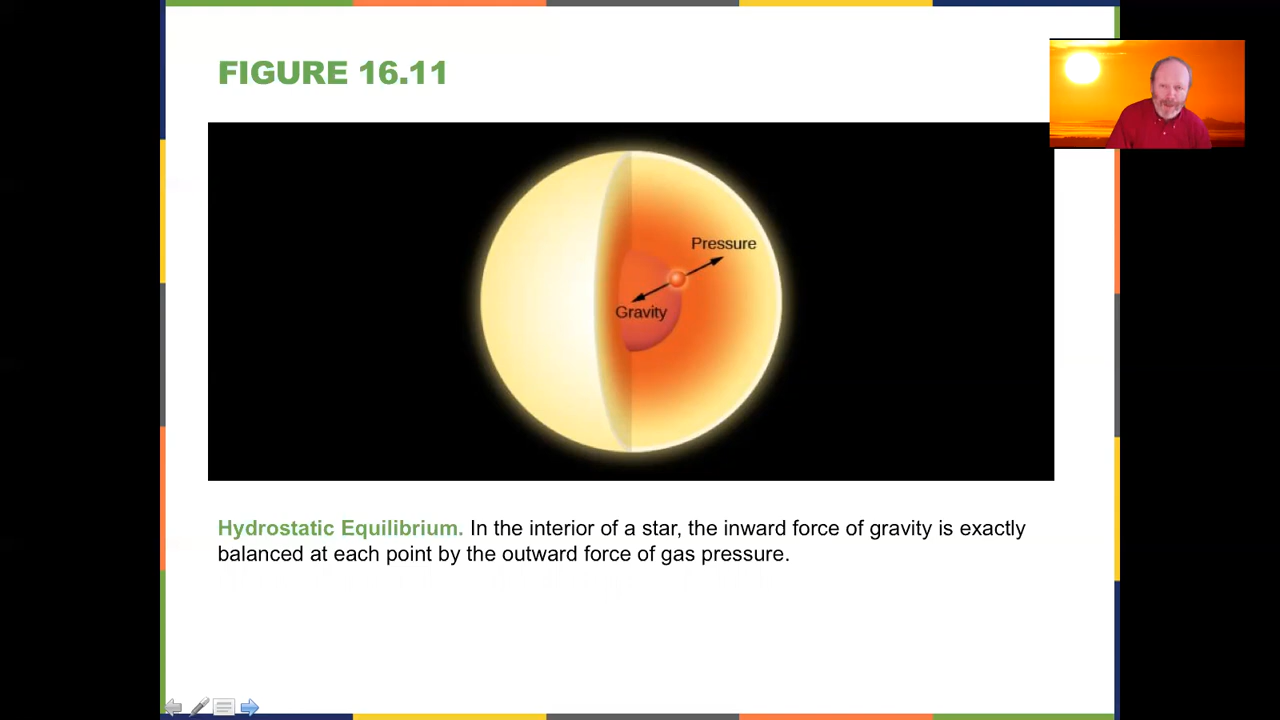 FIGURE 16.11
Pressure
Gravity
Hydrostatic Equilibrium. In the interior of a star, the inward force of gravity is exactly
balanced at each point by the outward force of gas pressure.